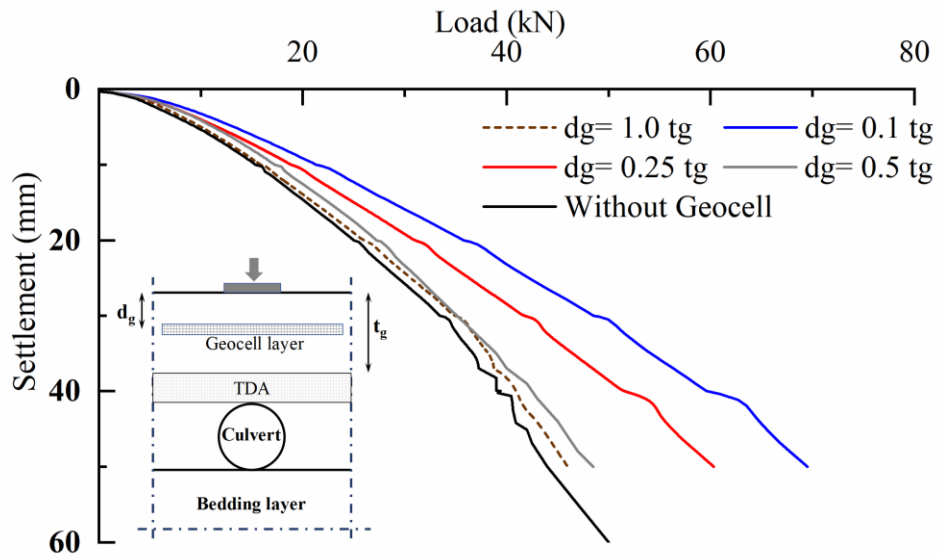 Load (kN)
20 40 60 80
0
20
40
60
Settlement (mm)
dg= 1.0 tg dg= 0.1 tg
dg= 0.25 tg dg= 0.5 tg
Without Geocell
dg
tg
Geocell layer
TDA
Culvert
Bedding layer